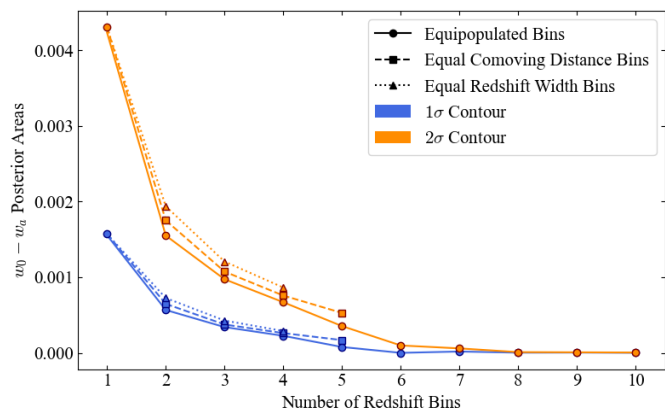 0.004
0.003
0.002
0.001
0.000
w₀ − wₐ Posterior Areas
Equipopulated Bins
Equal Comoving Distance Bins
Equal Redshift Width Bins
1σ Contour
2σ Contour
1 2 3 4 5 6 7 8 9 10
Number of Redshift Bins